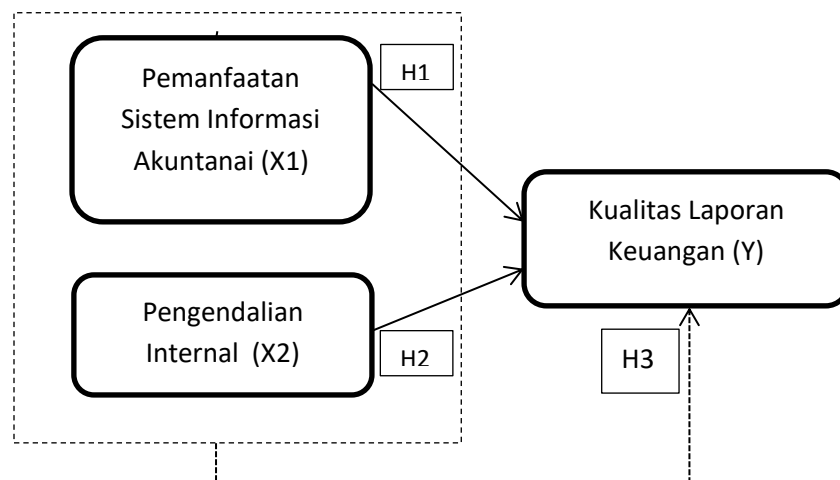 Pemanfaatan
Sistem Informasi
Akuntanai (X1)
H1
Kualitas Laporan
Keuangan (Y)
Pengendalian
Internal (X2)
H2
H3